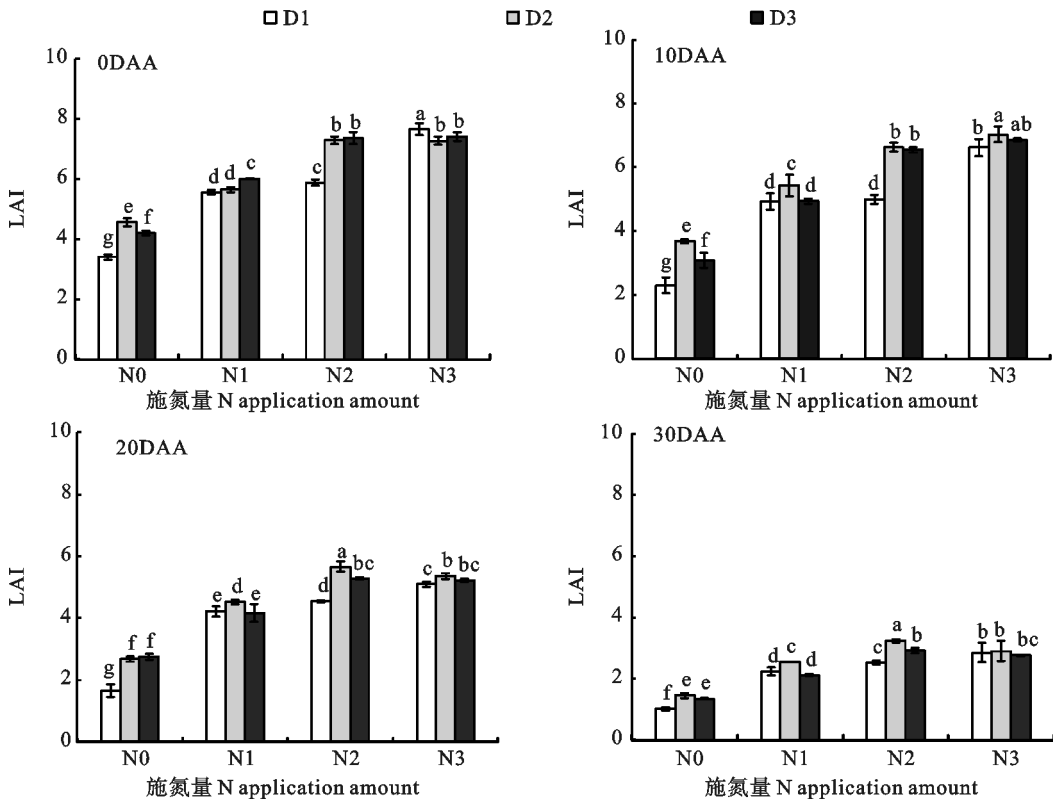 D1 D2 D3
0DAA
LAI
10
8
6
4
2
0
g e f
d d c
c b b
a b b
N0 N1 N2 N3
施氮量 N application amount
10DAA
LAI
10
8
6
4
2
0
g e f
d c d
d b b
b a ab
N0 N1 N2 N3
施氮量 N application amount
20DAA
LAI
10
8
6
4
2
0
g f f
e d e
d a bc
c b bc
N0 N1 N2 N3
施氮量 N application amount
30DAA
LAI
10
8
6
4
2
0
f e e
d c d
c a b
b b bc
N0 N1 N2 N3
施氮量 N application amount